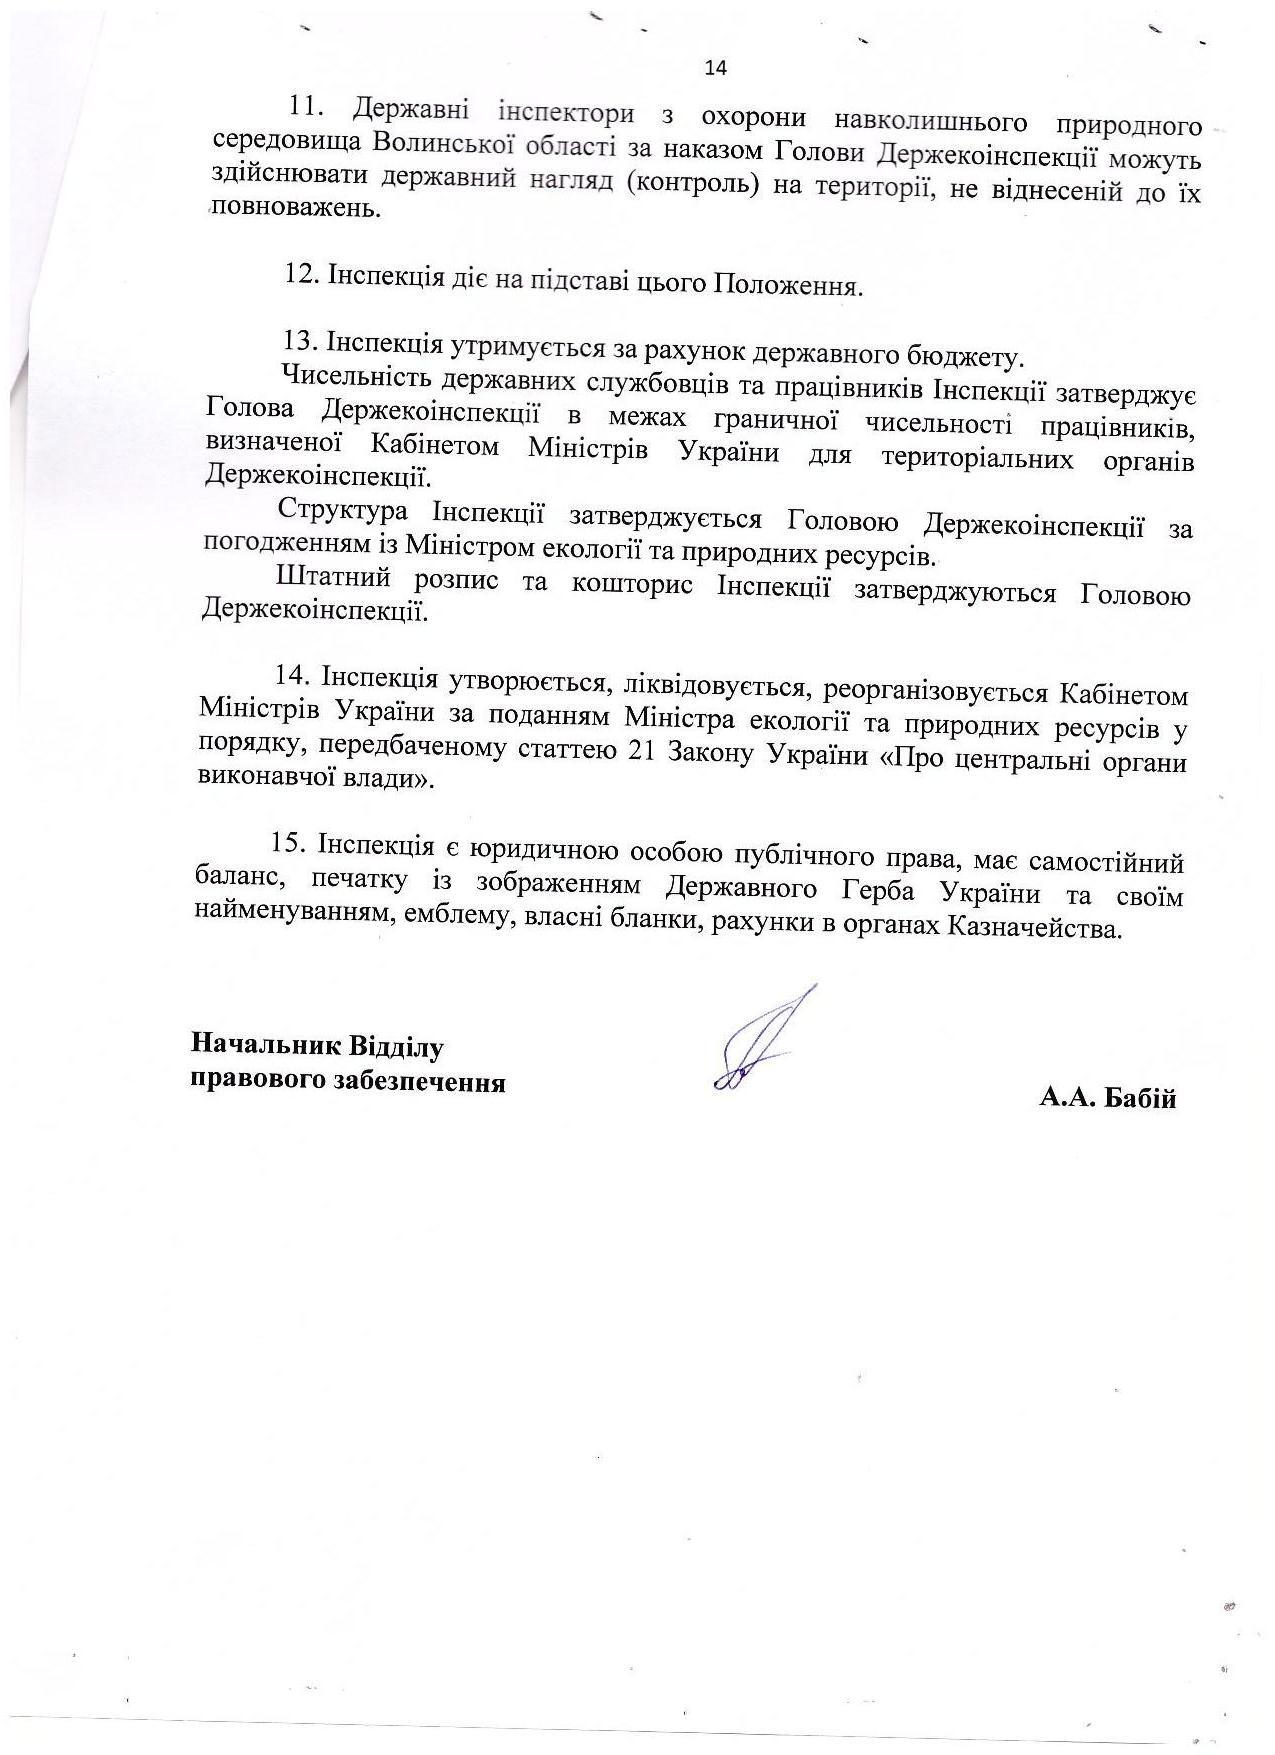 14
11. Державні інспектори з охорони навколишнього природного
середовища Волинської області за наказом Голови Держекоінспекції можуть
здійснювати державний нагляд (контроль) на території, не віднесеній до їх
повноважень.
12. Інспекція діє на підставі цього Положення.
13. Інспекція утримується за рахунок державного бюджету.
Чисельність державних службовців та працівників Інспекції затверджує
Голова Держекоінспекції в межах граничної чисельності працівників,
визначеної Кабінетом Міністрів України для територіальних органів
Держекоінспекції.
Структура Інспекції затверджується Головою Держекоінспекції за
погодженням із Міністром екології та природних ресурсів.
Штатний розпис та кошторис Інспекції затверджуються Головою
Держекоінспекції.
14. Інспекція утворюється, ліквідовується, реорганізовується Кабінетом
Міністрів України за поданням Міністра екології та природних ресурсів у
порядку, передбаченому статтею 21 Закону України «Про центральні органи
виконавчої влади».
15. Інспекція є юридичною особою публічного права, має самостійний
баланс, печатку із зображенням Державного Герба України та своїм
найменуванням, емблему, власні бланки, рахунки в органах Казначейства.
Начальник Відділу
правового забезпечення
А.А. Бабій